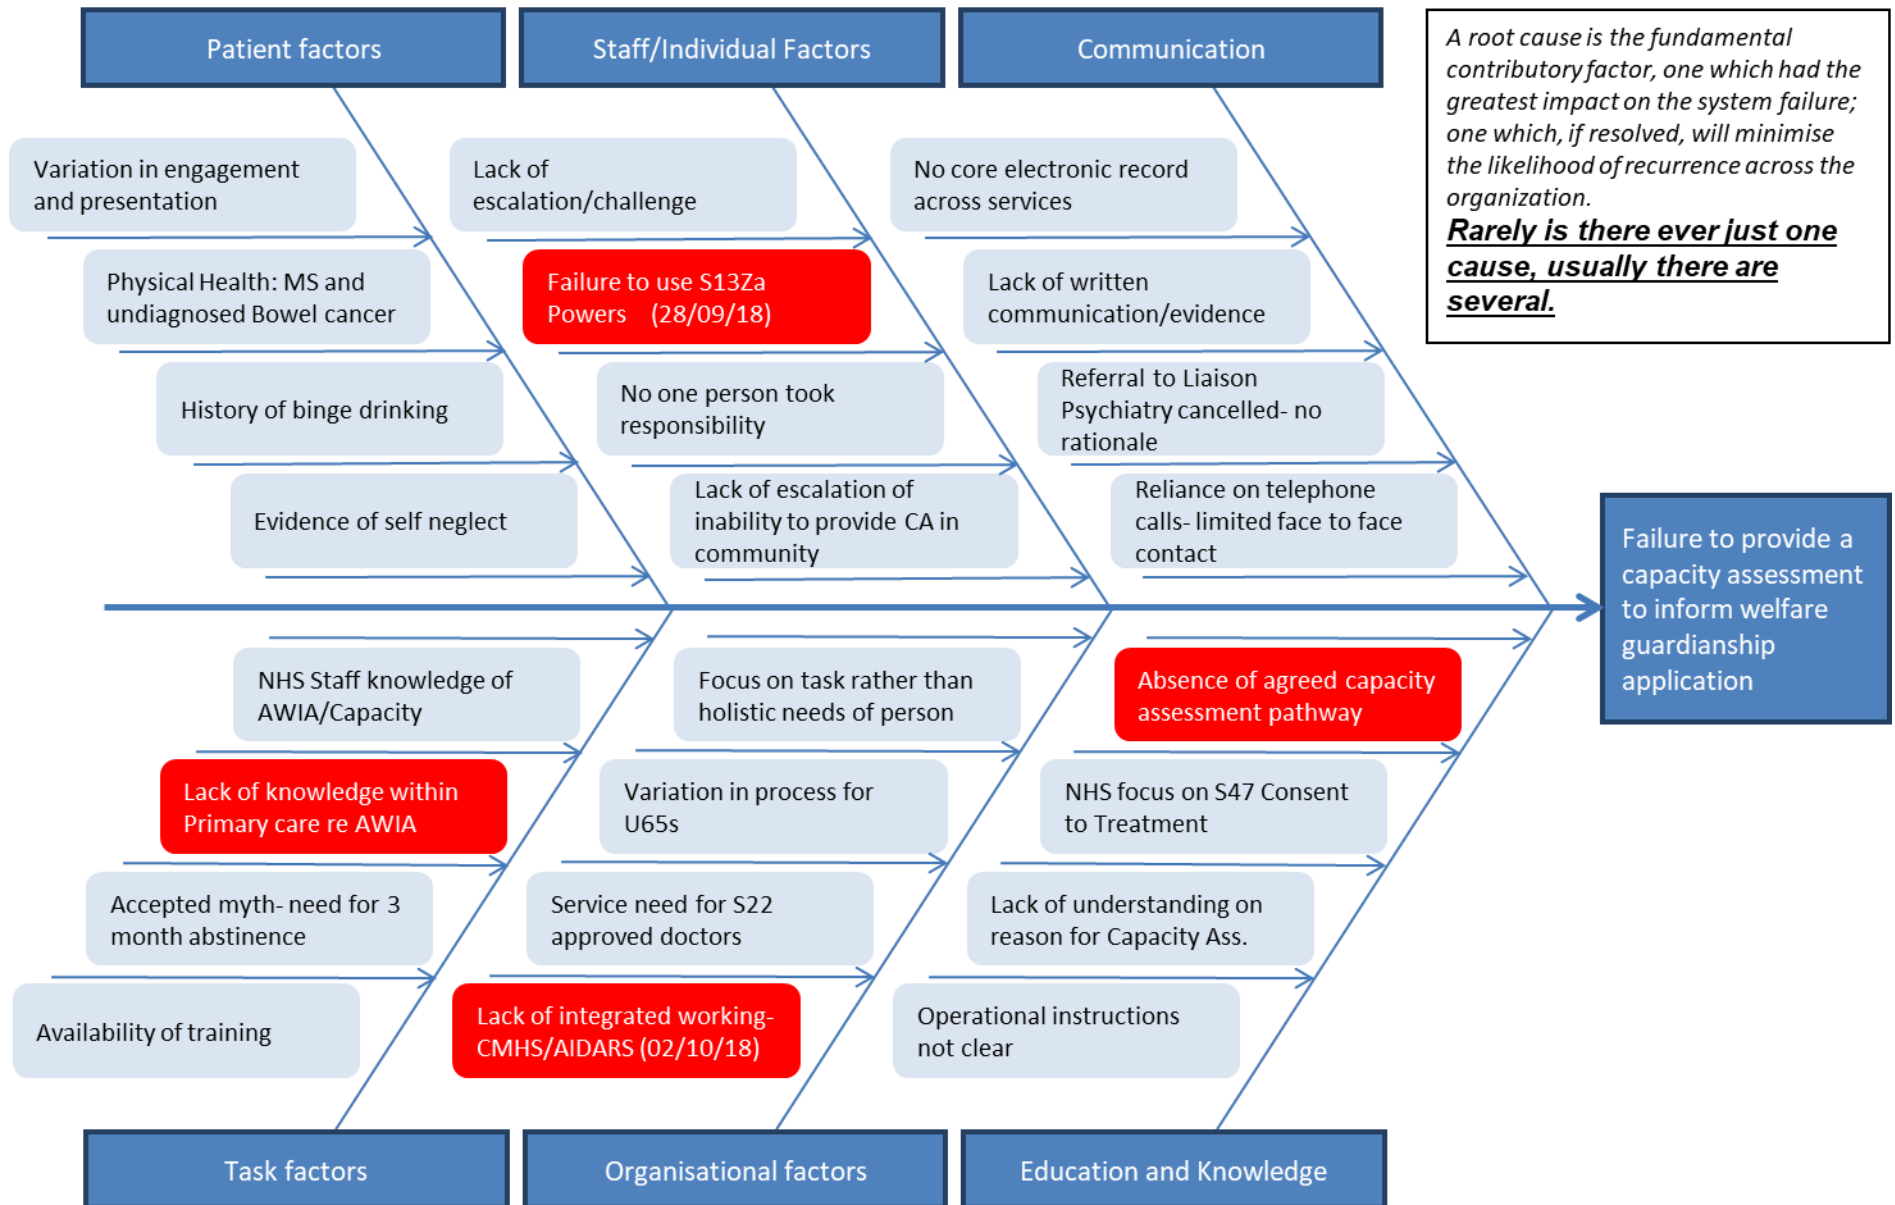 Patient factors
Staff/Individual Factors
Communication
A root cause is the fundamental
contributory factor, one which had the
greatest impact on the system failure;
one which, if resolved, will minimise
the likelihood of recurrence across the
organization.
Rarely is there ever just one
cause, usually there are
several.
Variation in engagement
and presentation
Physical Health: MS and
undiagnosed Bowel cancer
History of binge drinking
Evidence of self neglect
Lack of
escalation/challenge
Failure to use S13Za
Powers (28/09/18)
No one person took
responsibility
Lack of escalation of
inability to provide CA in
community
No core electronic record
across services
Lack of written
communication/evidence
Referral to Liaison
Psychiatry cancelled- no
rationale
Reliance on telephone
calls- limited face to face
contact
Failure to provide a
capacity assessment
to inform welfare
guardianship
application
NHS Staff knowledge of
AWIA/Capacity
Lack of knowledge within
Primary care re AWIA
Accepted myth- need for 3
month abstinence
Availability of training
Focus on task rather than
holistic needs of person
Variation in process for
U65s
Service need for S22
approved doctors
Lack of integrated working-
CMHS/AIDARS (02/10/18)
Absence of agreed capacity
assessment pathway
NHS focus on S47 Consent
to Treatment
Lack of understanding on
reason for Capacity Ass.
Operational instructions
not clear
Task factors
Organisational factors
Education and Knowledge